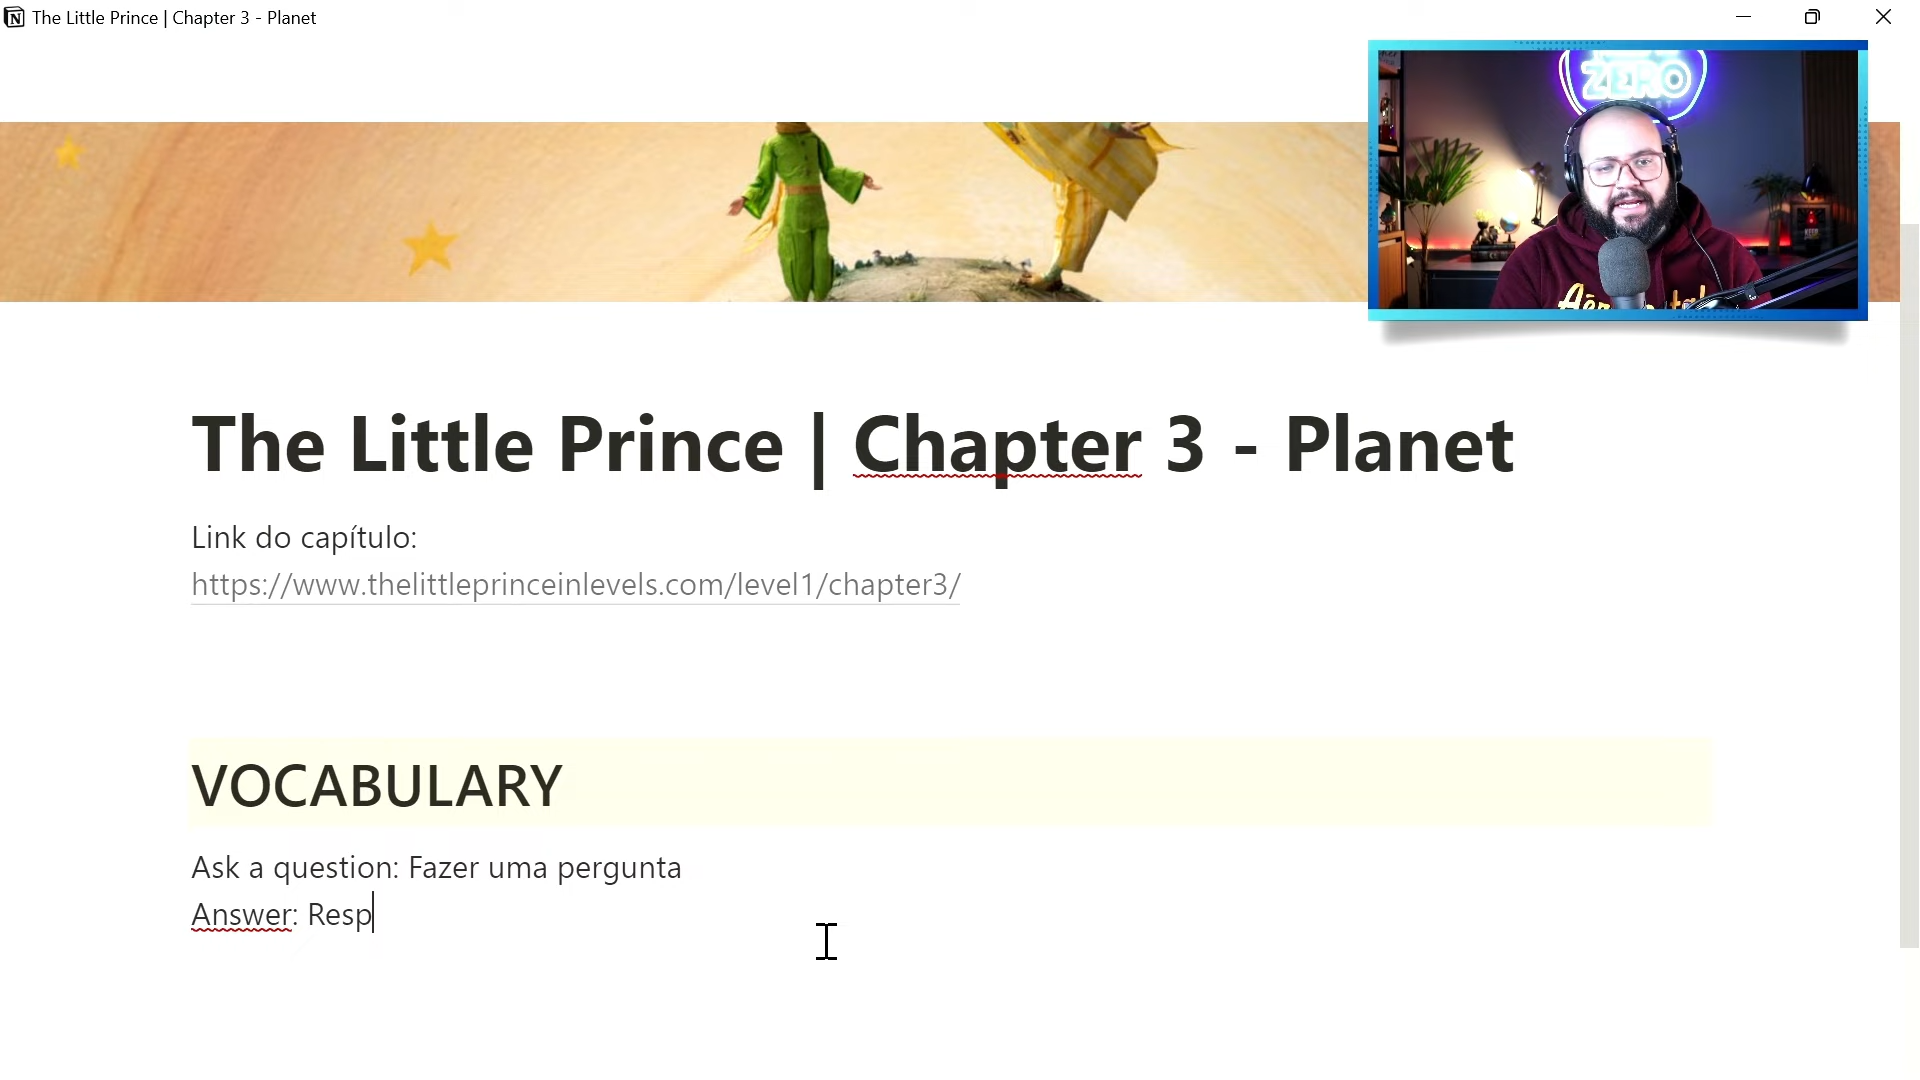 The Little Prince | Chapter 3 - Planet
ZERO
The Little Prince | Chapter 3 - Planet
Link do capítulo:
https://www.thelittleprinceinlevels.com/level1/chapter3/
VOCABULARY
Ask a question: Fazer uma pergunta
Answer: Resp